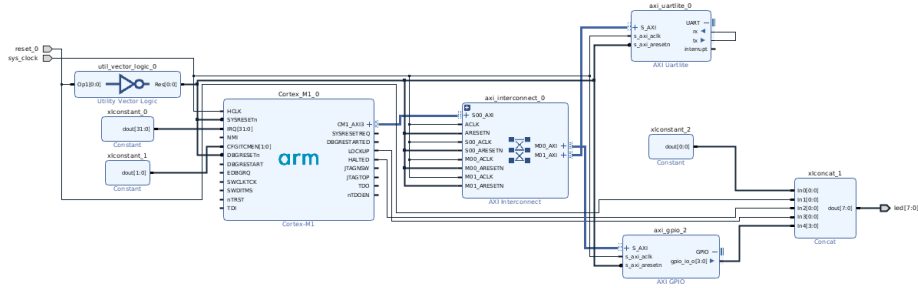 reset_0
sys_clock
util_vector_logic_0
Op1[0:0]
Res[0:0]
Utility Vector Logic
xlconstant_0
dout[31:0]
Constant
xlconstant_1
dout[1:0]
Constant
Cortex_M1_0
HCLK
SYSRESETn
IRQ[31:0]
NMI
CFGITCMEN[1:0]
DBGRESETn
DBGRESTART
EDBGRQ
SWCLKTCK
SWDITMS
nTRST
TDI
arm
CM1_AXI3
SYSRESETREQ
DBGRESTARTED
LOCKUP
HALTED
JTAGNSW
JTAGTOP
TDO
nTDOEN
Cortex-M1
axi_interconnect_0
S00_AXI
ACLK
ARESETN
S00_ACLK
S00_ARESETN
M00_ACLK
M00_ARESETN
M01_ACLK
M01_ARESETN
M00_AXI
M01_AXI
AXI Interconnect
axi_uartlite_0
S_AXI
s_axi_aclk
s_axi_aresetn
UART
rx
tx
interrupt
AXI Uartlite
axi_gpio_2
S_AXI
s_axi_aclk
s_axi_aresetn
GPIO
gpio_io_o[3:0]
AXI GPIO
xlconstant_2
dout[0:0]
Constant
xlconcat_1
In0[0:0]
In1[0:0]
In2[0:0]
In3[0:0]
In4[3:0]
dout[7:0]
Concat
led[7:0]